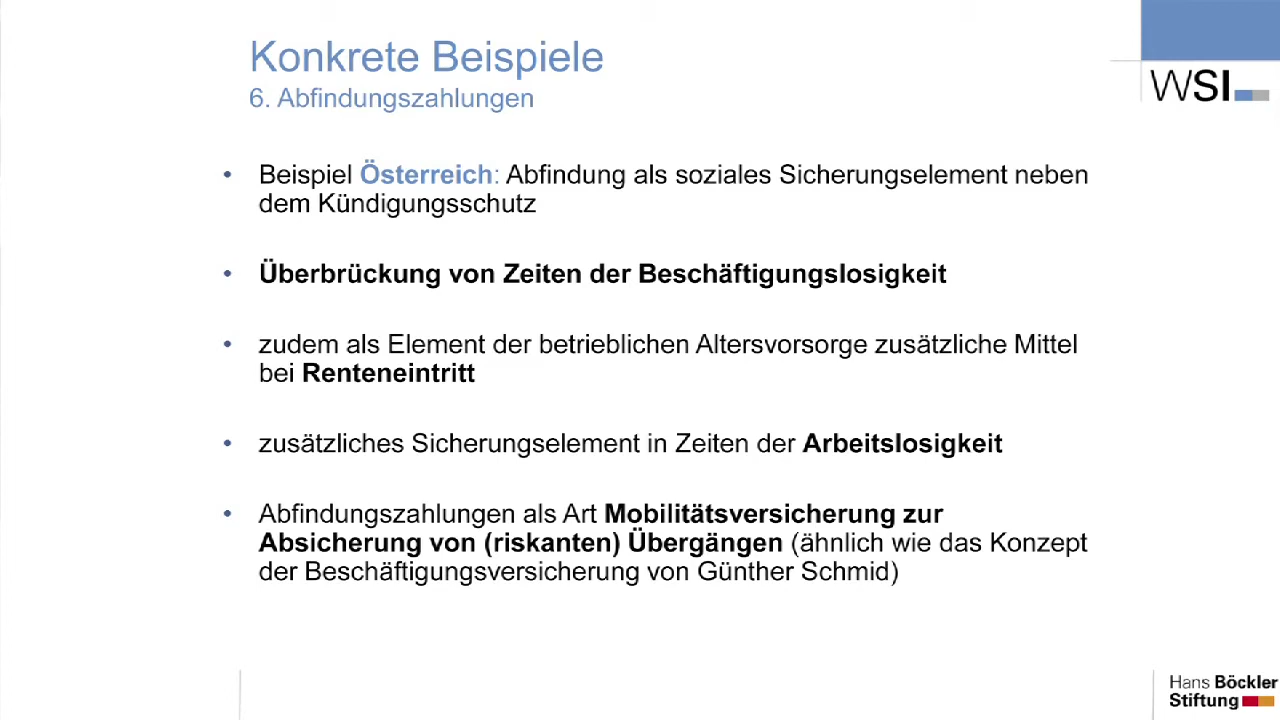 Konkrete Beispiele
6. Abfindungszahlungen
WSI
• Beispiel Österreich: Abfindung als soziales Sicherungselement neben
dem Kündigungsschutz
• Überbrückung von Zeiten der Beschäftigungslosigkeit
• zudem als Element der betrieblichen Altersvorsorge zusätzliche Mittel
bei Renteneintritt
• zusätzliches Sicherungselement in Zeiten der Arbeitslosigkeit
• Abfindungszahlungen als Art Mobilitätsversicherung zur
Absicherung von (riskanten) Übergängen (ähnlich wie das Konzept
der Beschäftigungsversicherung von Günther Schmid)
Hans Böckler
Stiftung